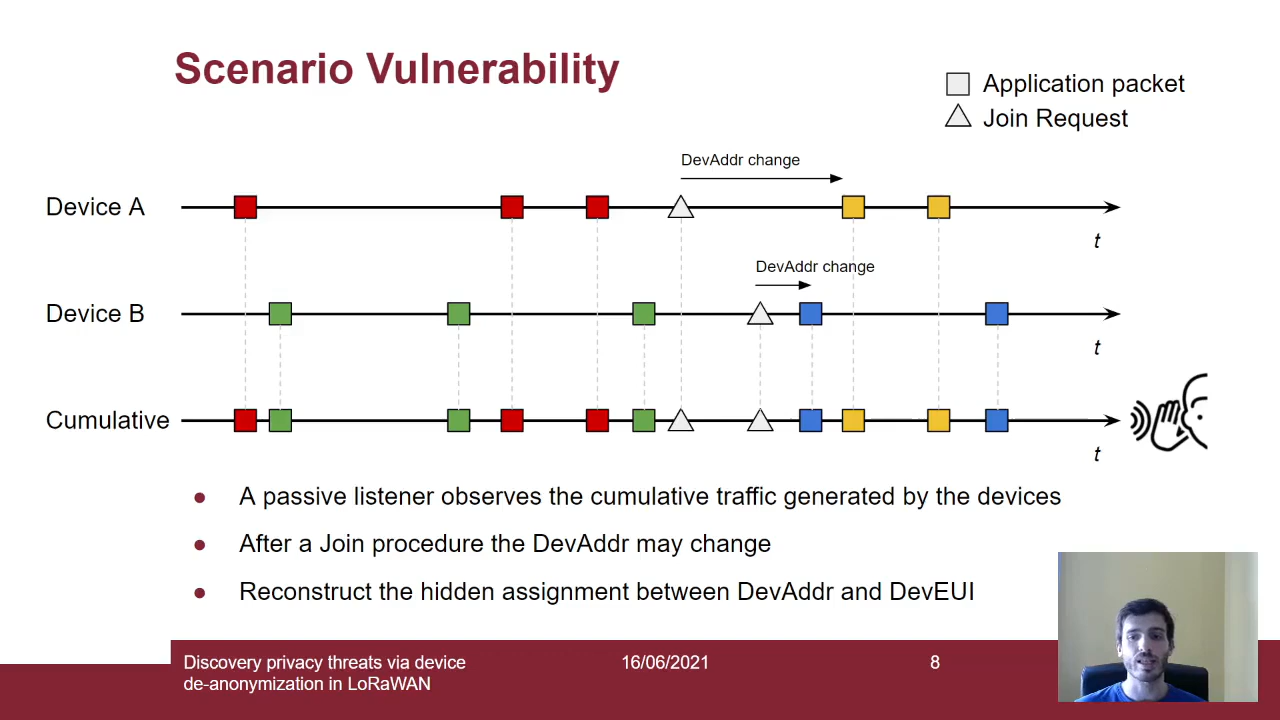 Scenario Vulnerability
Application packet
Join Request
DevAddr change
Device A
t
DevAddr change
Device B
t
Cumulative
t
● A passive listener observes the cumulative traffic generated by the devices
● After a Join procedure the DevAddr may change
● Reconstruct the hidden assignment between DevAddr and DevEUI
Discovery privacy threats via device
de-anonymization in LoRaWAN
16/06/2021
8